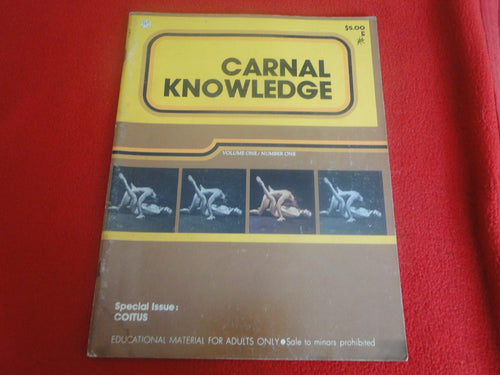 $5.00
E
CARNAL
KNOWLEDGE
VOLUME ONE / NUMBER ONE
Special Issue:
COITUS
EDUCATIONAL MATERIAL FOR ADULTS ONLY●Sale to minors prohibited